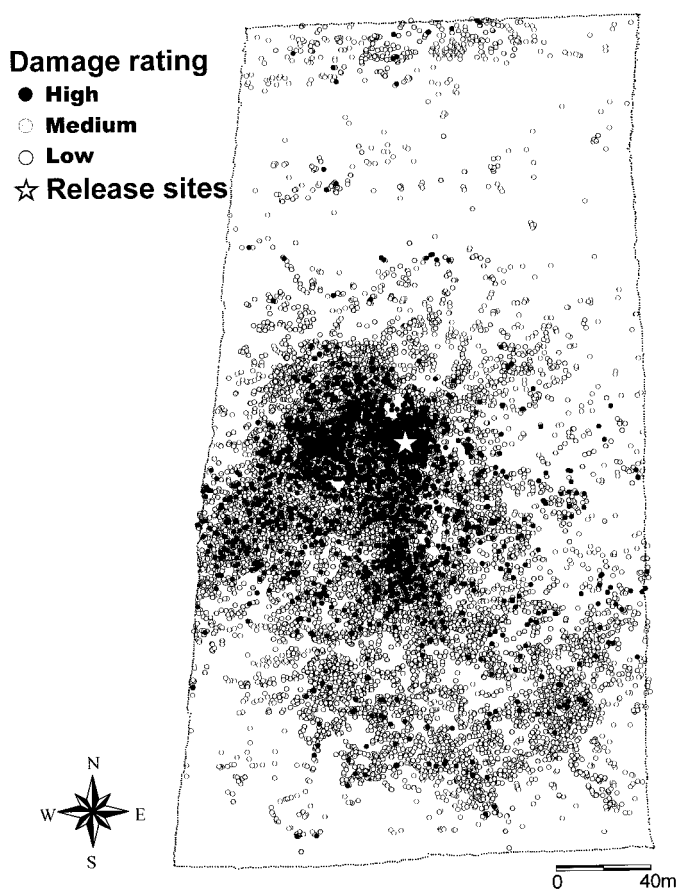 Damage rating
High
Medium
Low
Release sites
N
W E
S
0 40m